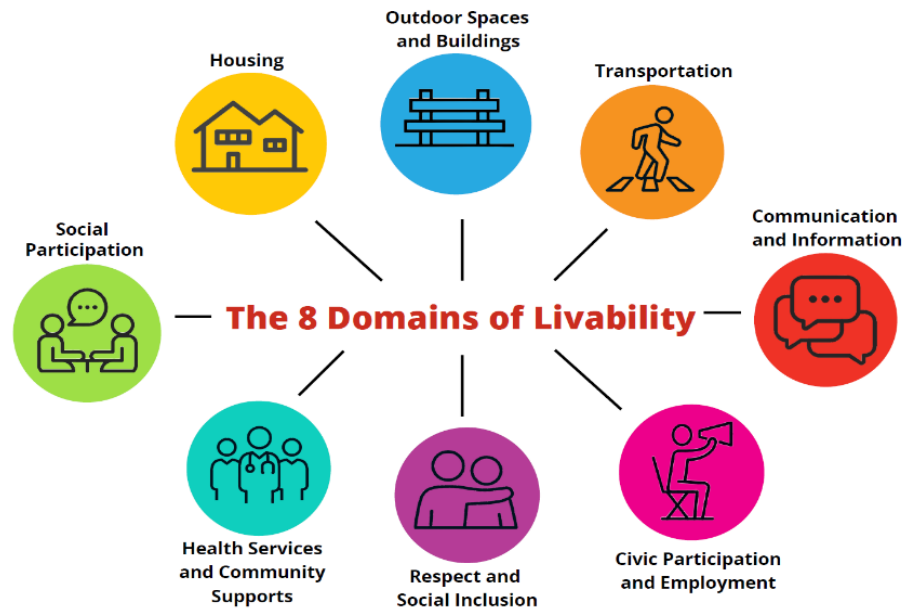 Outdoor Spaces
and Buildings
Housing
Transportation
Social
Participation
Communication
and Information
The 8 Domains of Livability
Health Services
and Community
Supports
Respect and
Social Inclusion
Civic Participation
and Employment